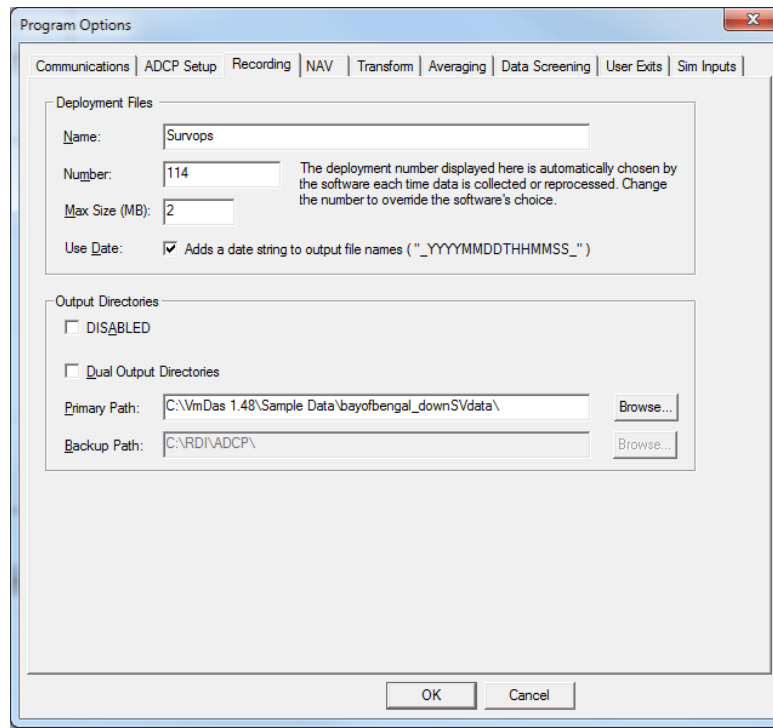 Program Options
Communications ADCP Setup Recording NAV Transform Averaging Data Screening User Exits Sim Inputs
Deployment Files
Name: Survops
Number: 114
The deployment number displayed here is automatically chosen by
the software each time data is collected or reprocessed. Change
the number to override the software's choice.
Max Size (MB): 2
Use Date: Adds a date string to output file names ( "_YYYYMMDDTHHMMSS_" )
Output Directories
DISABLED
Dual Output Directories
Primary Path: C:\VmDas 1.48\Sample Data\bayofbengal_downSVdata\ Browse...
Backup Path: C:\RDI\ADCP\ Browse...
OK Cancel